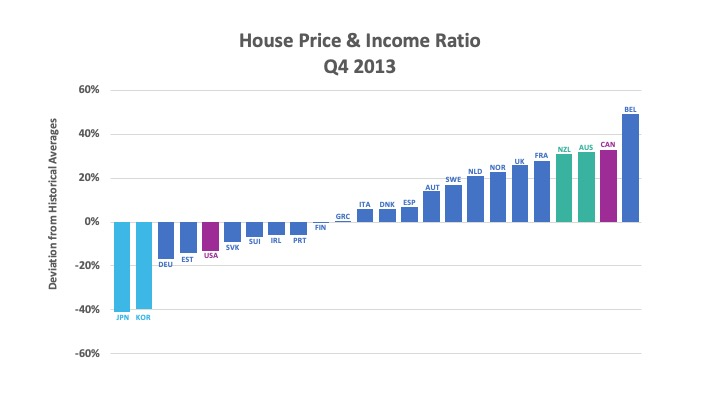 House Price & Income Ratio
Q4 2013
Deviation from Historical Averages
60%
40%
20%
0%
-20%
-40%
-60%
JPN
KOR
DEU
EST
USA
SVK
SUI
IRL
PRT
FIN
GRC
ITA
DNK
ESP
AUT
SWE
NLD
NOR
UK
FRA
NZL
AUS
CAN
BEL